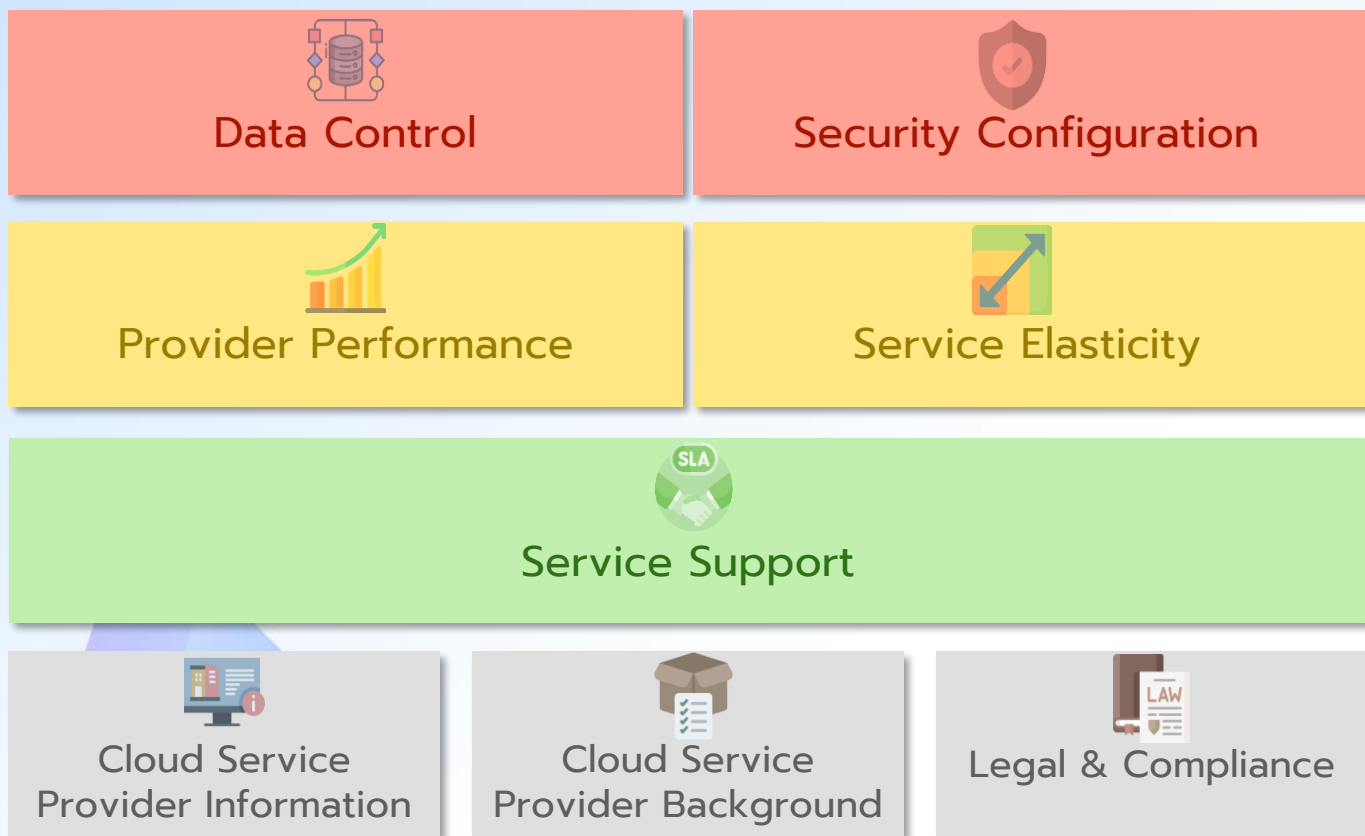 Data Control
Security Configuration
Provider Performance
Service Elasticity
SLA
Service Support
Cloud Service
Provider Information
Cloud Service
Provider Background
LAW
Legal & Compliance